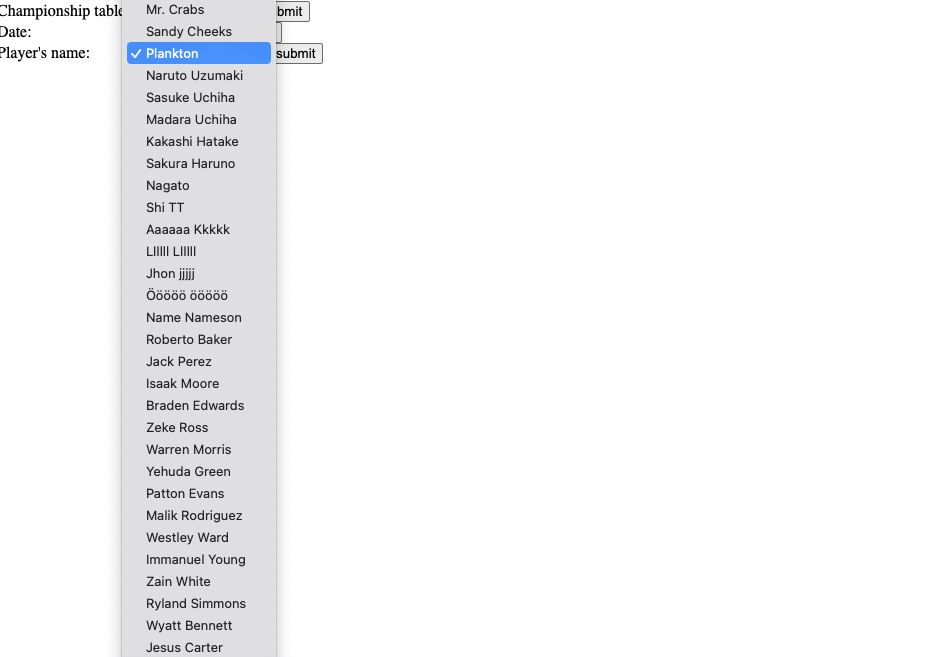 Championship table
bmit
Date:
Player's name:
submit
Mr. Crabs
Sandy Cheeks
✓ Plankton
Naruto Uzumaki
Sasuke Uchiha
Madara Uchiha
Kakashi Hatake
Sakura Haruno
Nagato
Shi TT
Aaaaaa Kkkkk
Llllll Llllll
Jhon jjjjj
Ööööö ööööö
Name Nameson
Roberto Baker
Jack Perez
Isaak Moore
Braden Edwards
Zeke Ross
Warren Morris
Yehuda Green
Patton Evans
Malik Rodriguez
Westley Ward
Immanuel Young
Zain White
Ryland Simmons
Wyatt Bennett
Jesus Carter